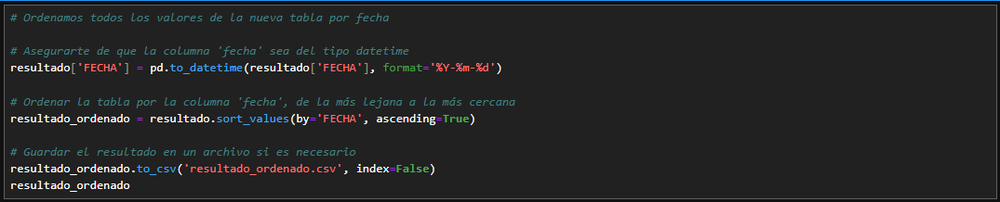 # Ordenamos todos los valores de la nueva tabla por fecha
# Asegurarte de que la columna 'fecha' sea del tipo datetime
resultado['FECHA'] = pd.to_datetime(resultado['FECHA'], format='%Y-%m-%d')
# Ordenar la tabla por la columna 'fecha', de la más lejana a la más cercana
resultado_ordenado = resultado.sort_values(by='FECHA', ascending=True)
# Guardar el resultado en un archivo si es necesario
resultado_ordenado.to_csv('resultado_ordenado.csv', index=False)
resultado_ordenado